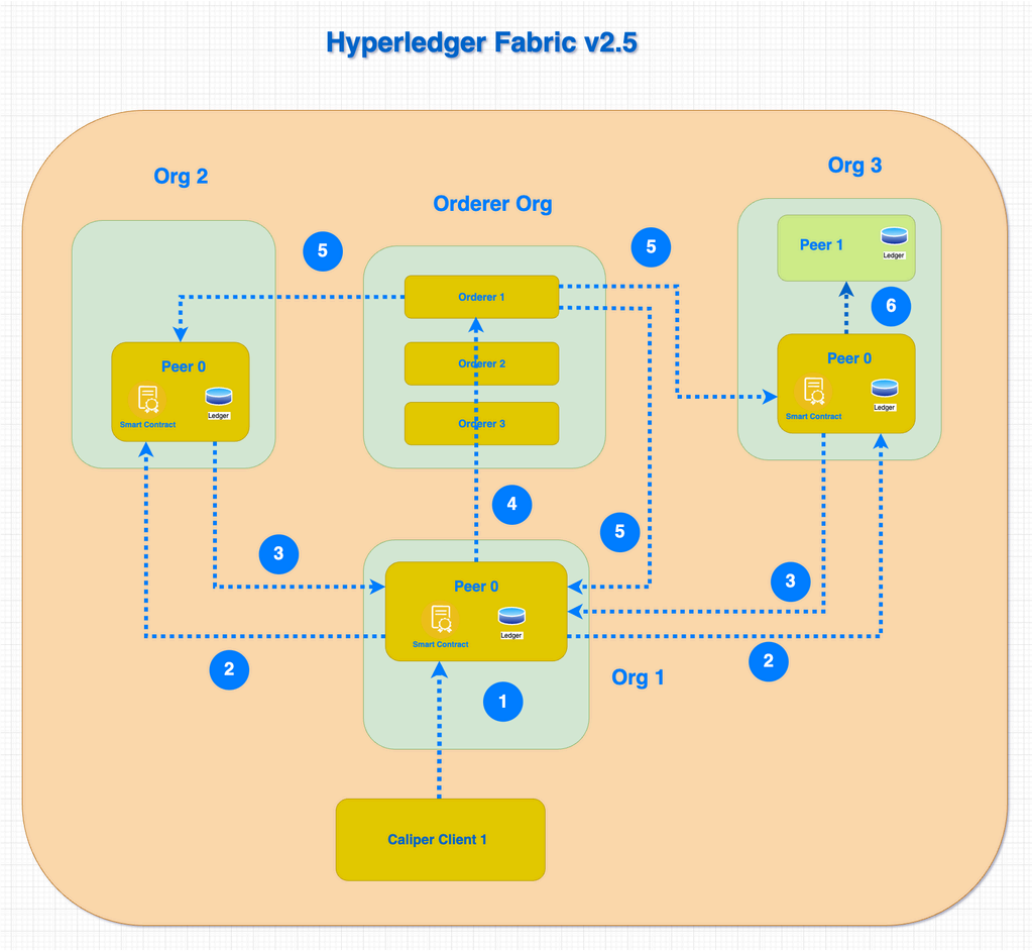 Hyperledger Fabric v2.5
Org 2
Org 3
Orderer Org
5
5
Peer 1
Ledger
6
Orderer 1
Orderer 2
Orderer 3
Peer 0
Smart Contract
Ledger
Peer 0
Smart Contract
Ledger
4
5
3
3
Peer 0
Smart Contract
Ledger
2
2
Org 1
1
Caliper Client 1